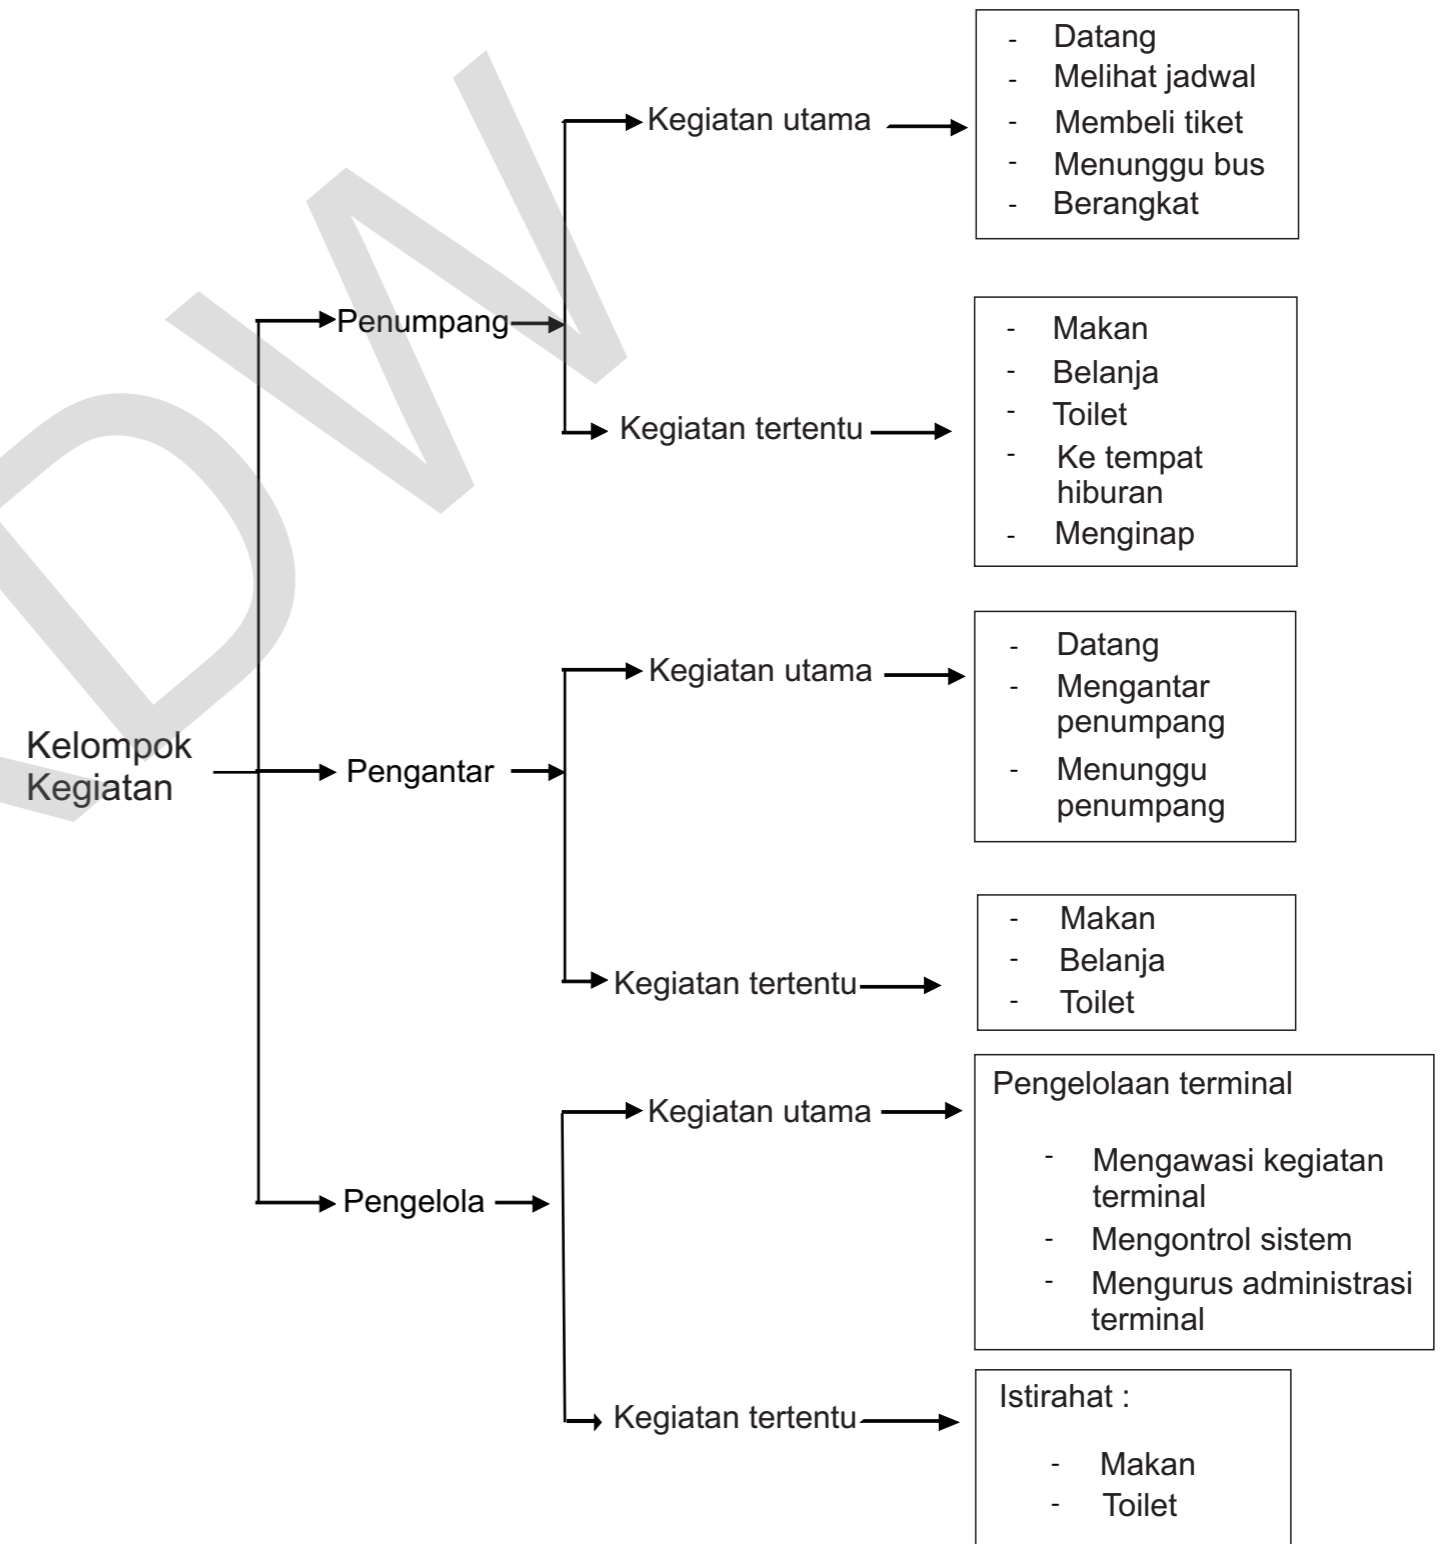 Kelompok
Kegiatan
Penumpang
Kegiatan utama
- Datang
- Melihat jadwal
- Membeli tiket
- Menunggu bus
- Berangkat
Kegiatan tertentu
- Makan
- Belanja
- Toilet
- Ke tempat
hiburan
- Menginap
Pengantar
Kegiatan utama
- Datang
- Mengantar
penumpang
- Menunggu
penumpang
Kegiatan tertentu
- Makan
- Belanja
- Toilet
Pengelola
Kegiatan utama
Pengelolaan terminal
- Mengawasi kegiatan
terminal
- Mengontrol sistem
- Mengurus administrasi
terminal
Kegiatan tertentu
Istirahat :
- Makan
- Toilet
DW